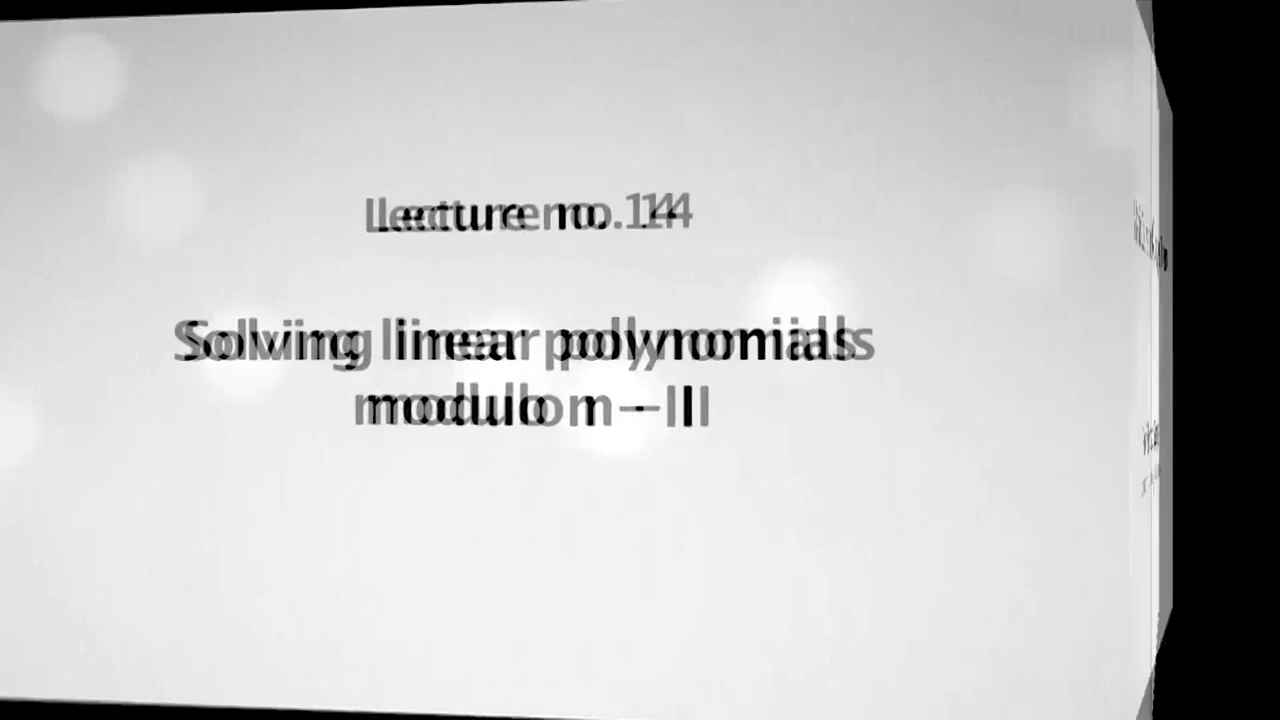 Lecture no. 14
Solving linear polynomials
modulo n – II